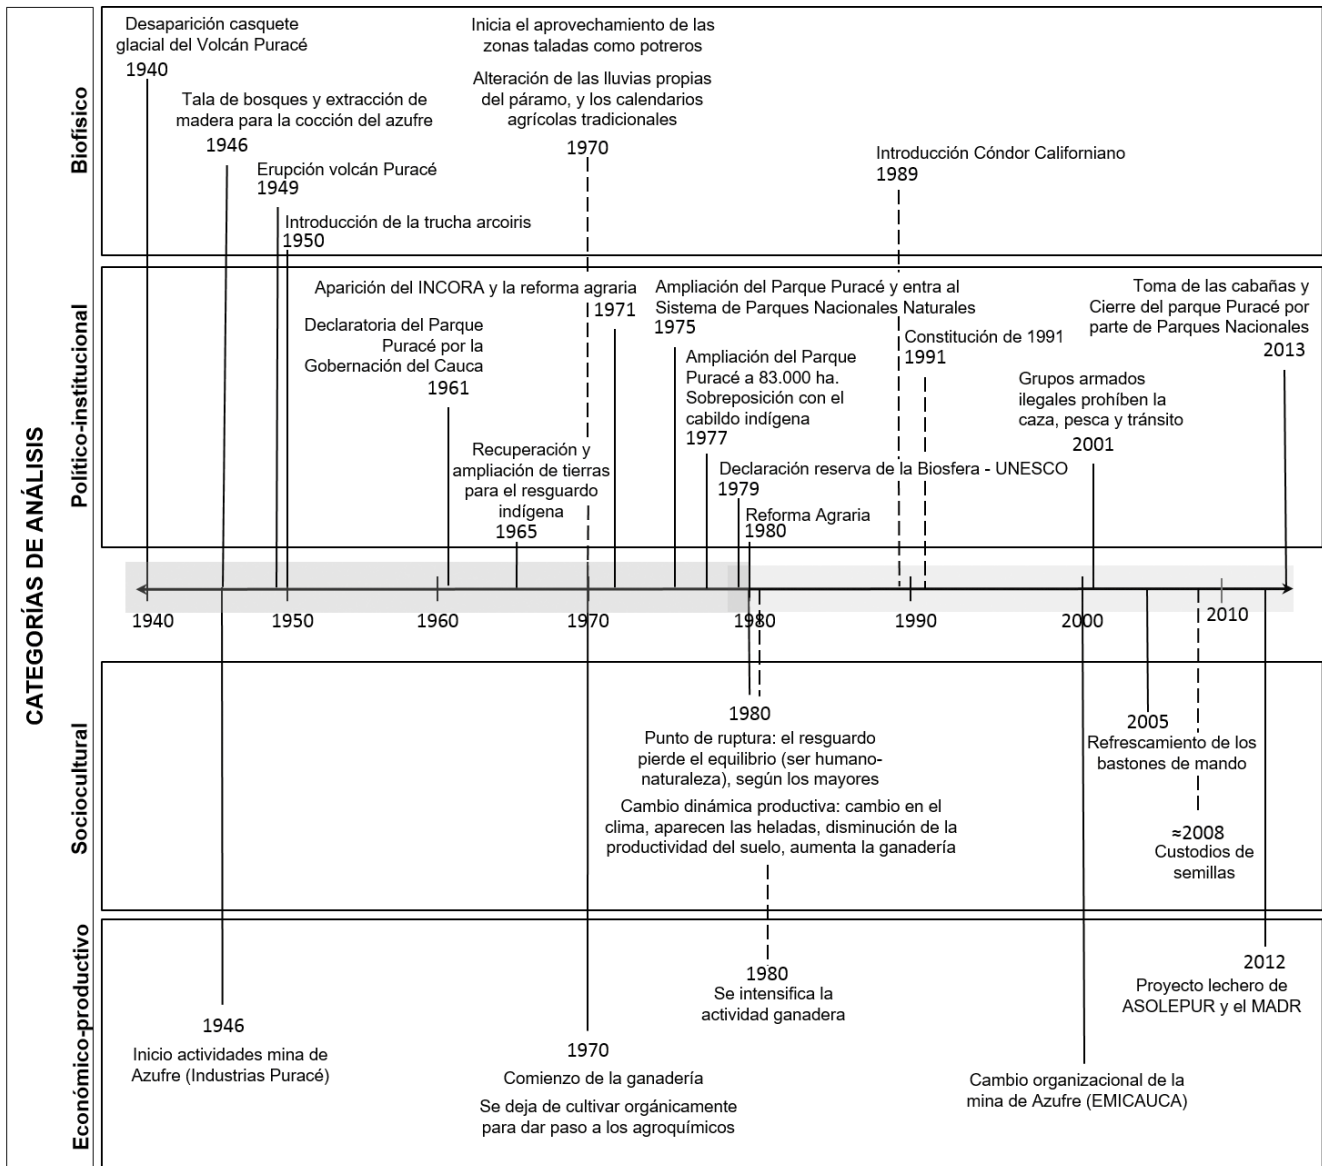 CATEGORÍAS DE ANÁLISIS
Biofísico
Desaparición casquete
glacial del Volcán Puracé
1940
Tala de bosques y extracción de
madera para la cocción del azufre
1946
Erupción volcán Puracé
1949
Introducción de la trucha arcoiris
1950
Inicia el aprovechamiento de las
zonas taladas como potreros
Alteración de las lluvias propias
del páramo, y los calendarios
agrícolas tradicionales
1970
Introducción Cóndor Californiano
1989
Político-institucional
Aparición del INCORA y la reforma agraria
1971
Declaratoria del Parque
Puracé por la
Gobernación del Cauca
1961
Recuperación y
ampliación de tierras
para el resguardo
indígena
1965
Ampliación del Parque Puracé y entra al
Sistema de Parques Nacionales Naturales
1975
Ampliación del Parque
Puracé a 83.000 ha.
Sobreposición con el
cabildo indígena
1977
Declaración reserva de la Biosfera - UNESCO
1979
Reforma Agraria
1980
Constitución de 1991
1991
Grupos armados
ilegales prohíben la
caza, pesca y tránsito
2001
Toma de las cabañas y
Cierre del parque Puracé por
parte de Parques Nacionales
2013
1940 1950 1960 1970 1980 1990 2000 2010
Sociocultural
1980
Punto de ruptura: el resguardo
pierde el equilibrio (ser humano-
naturaleza), según los mayores
Cambio dinámica productiva: cambio en el
clima, aparecen las heladas, disminución de la
productividad del suelo, aumenta la ganadería
2005
Refrescamiento de los
bastones de mando
≈2008
Custodios de
semillas
Económico-productivo
1946
Inicio actividades mina de
Azufre (Industrias Puracé)
1970
Comienzo de la ganadería
Se deja de cultivar orgánicamente
para dar paso a los agroquímicos
1980
Se intensifica la
actividad ganadera
Cambio organizacional de la
mina de Azufre (EMICAUCA)
2012
Proyecto lechero de
ASOLEPUR y el MADR